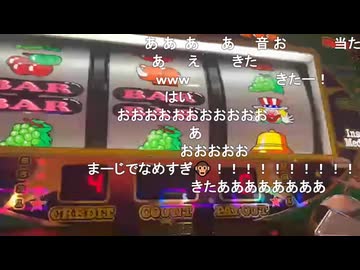 ああ あ あ 音お 当た
あ え きた
www きたー!
はい
おおおおおおおおおおお
あ
おおおおお
まーじでなめすぎ🐵!!!!!!!!!!
きたあああああああああ
BAR BAR
BAR BAR
CREDIT COUNT PAYOUT